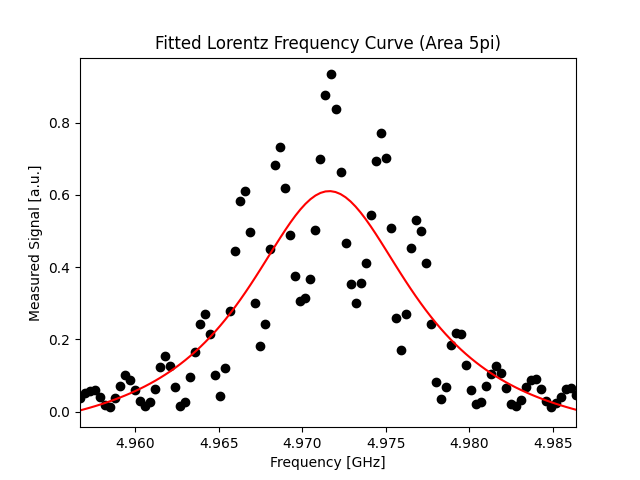 Fitted Lorentz Frequency Curve (Area 5pi)
Measured Signal [a.u.]
0.8
0.6
0.4
0.2
0.0
4.960 4.965 4.970 4.975 4.980 4.985
Frequency [GHz]